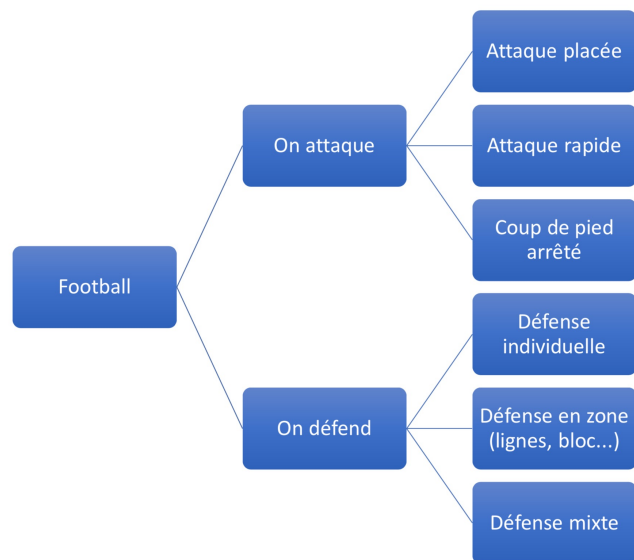 Football
On attaque
Attaque placée
Attaque rapide
Coup de pied
arrêté
On défend
Défense
individuelle
Défense en zone
(lignes, bloc...)
Défense mixte